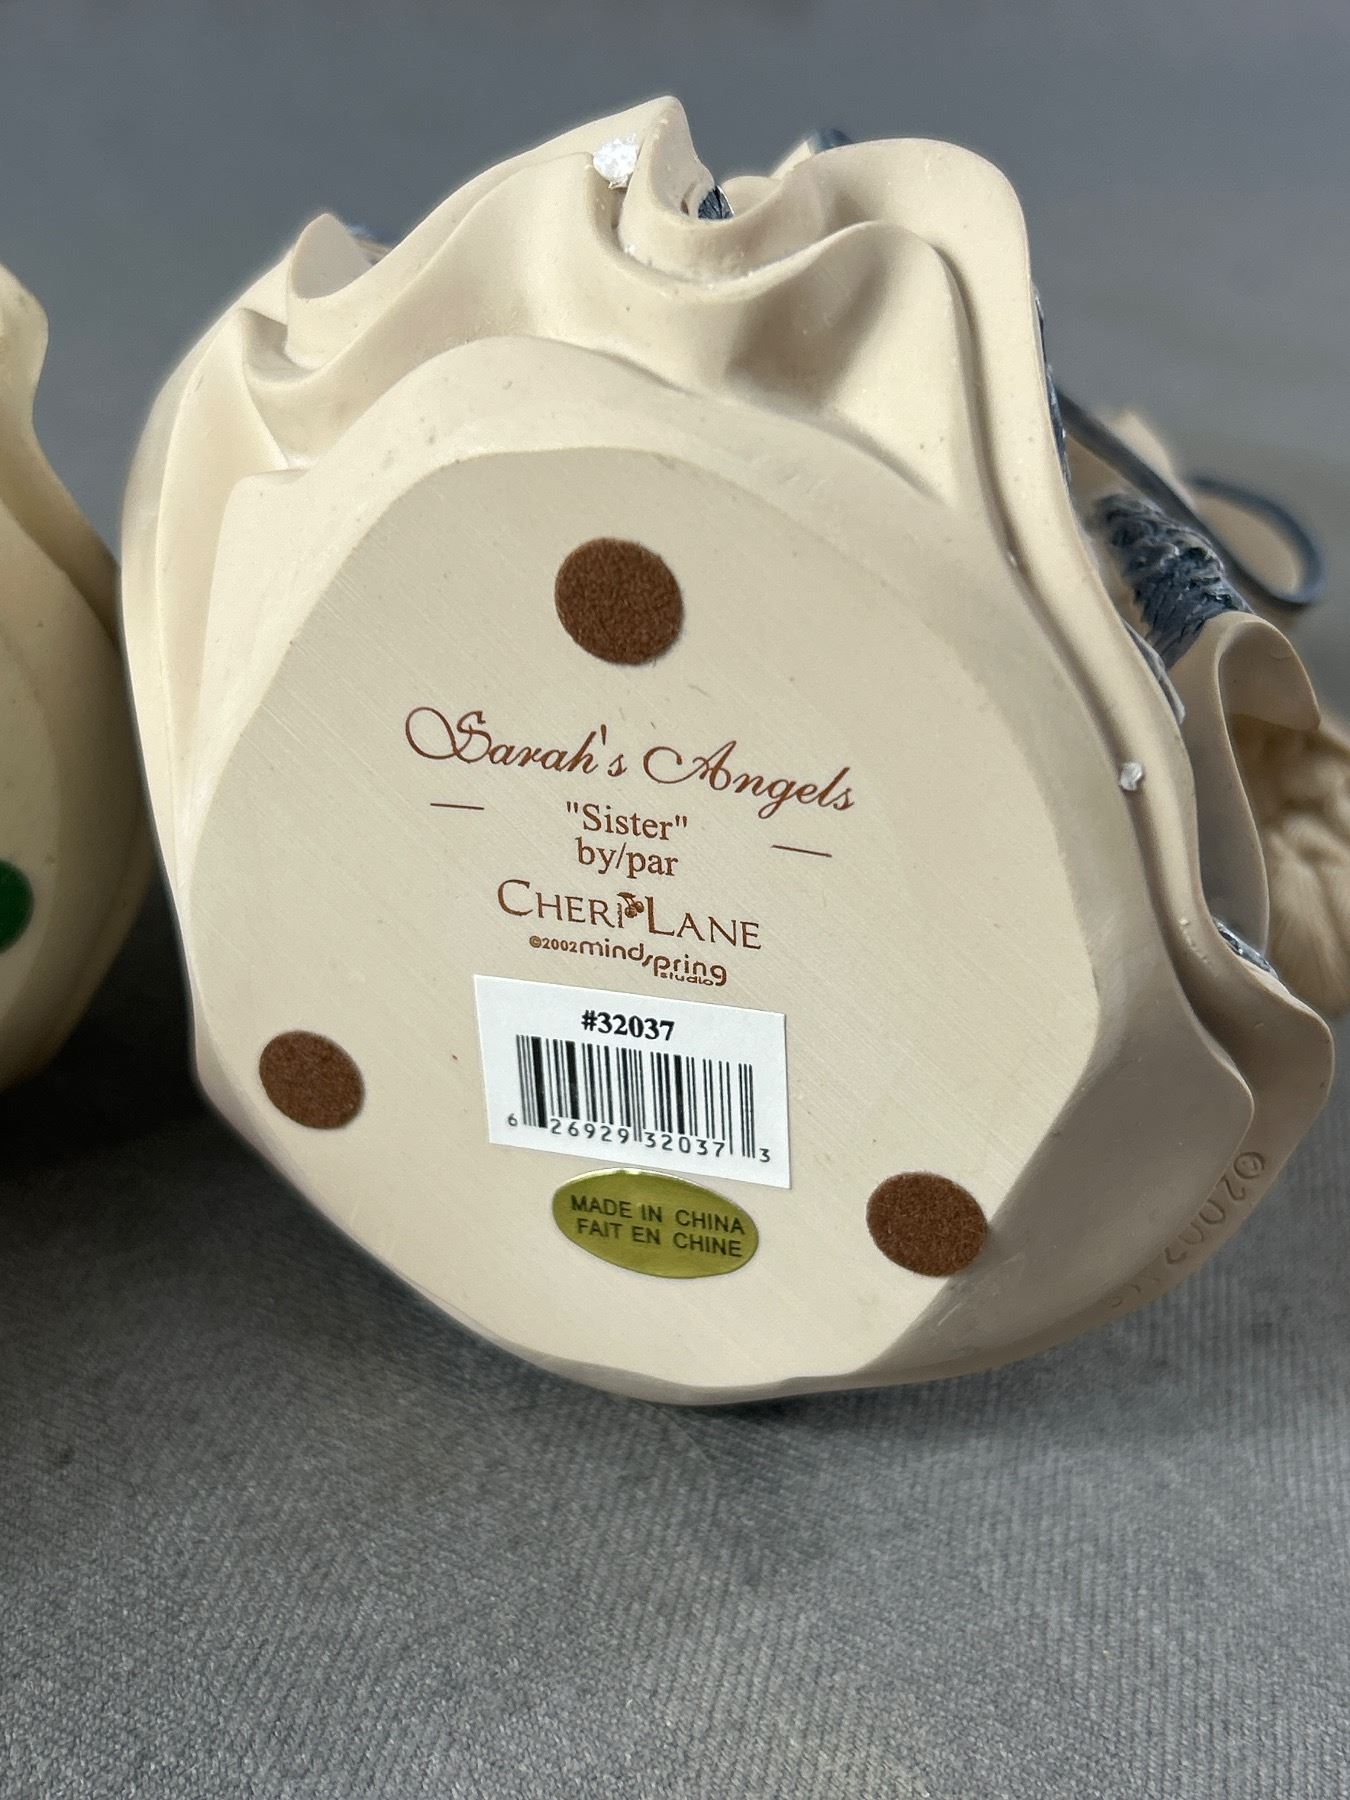 Sarah's Angels
"Sister"
by/par
CHERI LANE
©2002 mindspring
studio
#32037
6 26929 32037 3
MADE IN CHINA
FAIT EN CHINE
©2002